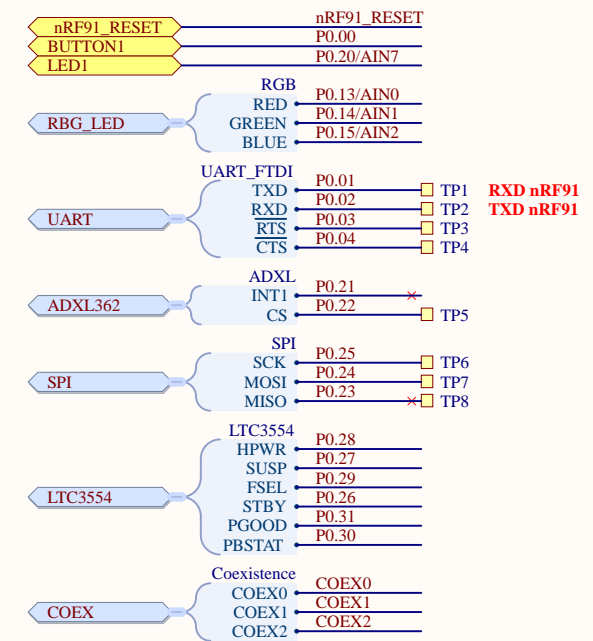 nRF91_RESET nRF91_RESET
BUTTON1 P0.00
LED1 P0.20/AIN7
RGB
RED P0.13/AIN0
RBG_LED GREEN P0.14/AIN1
BLUE P0.15/AIN2
UART_FTDI
TXD P0.01 TP1 RXD nRF91
RXD P0.02 TP2 TXD nRF91
UART RTS P0.03 TP3
CTS P0.04 TP4
ADXL
INT1 P0.21
ADXL362 CS P0.22 TP5
SPI
SCK P0.25 TP6
SPI MOSI P0.24 TP7
MISO P0.23 TP8
LTC3554
HPWR P0.28
SUSP P0.27
FSEL P0.29
LTC3554 STBY P0.26
PGOOD P0.31
PBSTAT P0.30
Coexistence
COEX0 COEX0
COEX COEX1 COEX1
COEX2 COEX2